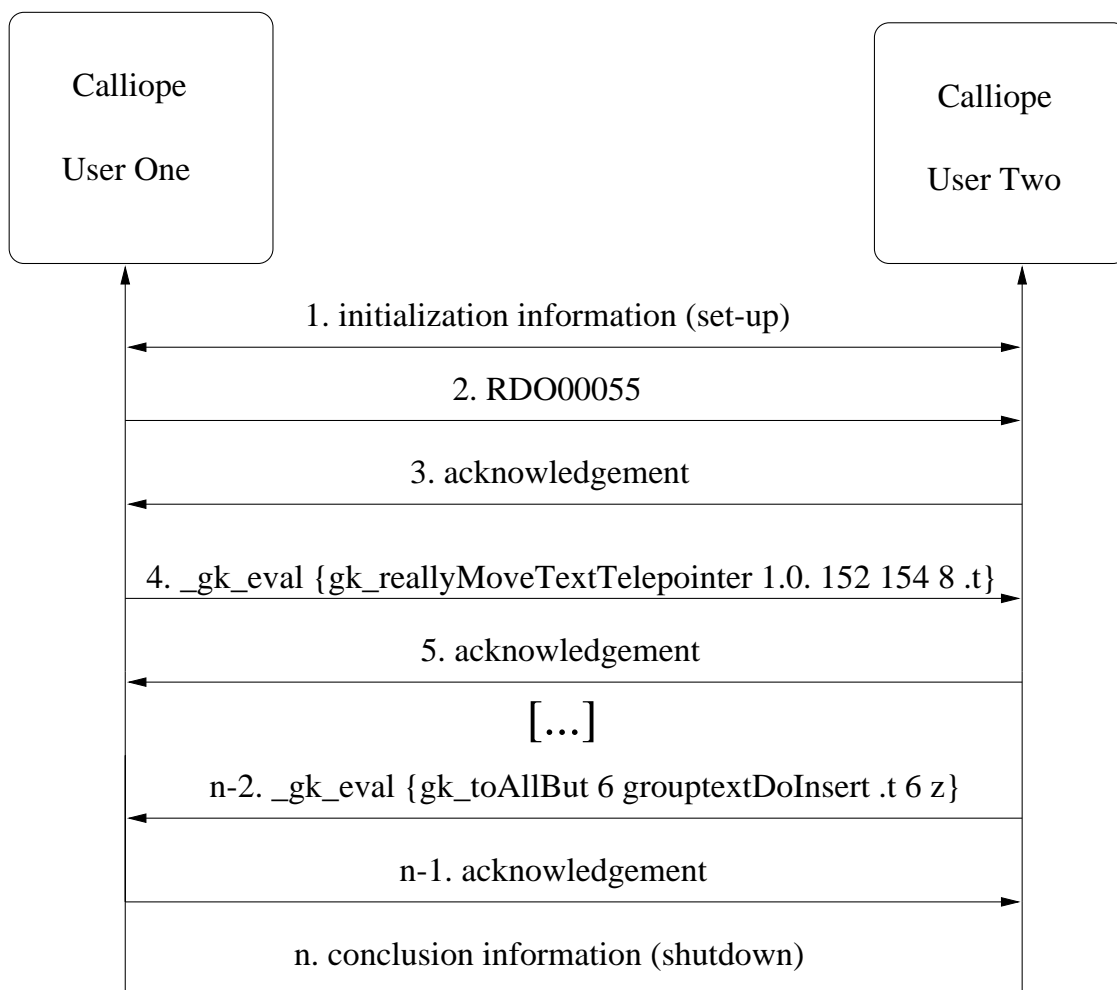 Calliope
User One
Calliope
User Two
1. initialization information (set-up)
2. RDO00055
3. acknowledgement
4. _gk_eval {gk_reallyMoveTextTelepointer 1.0. 152 154 8 .t}
5. acknowledgement
[...]
n-2. _gk_eval {gk_toAllBut 6 grouptextDoInsert .t 6 z}
n-1. acknowledgement
n. conclusion information (shutdown)